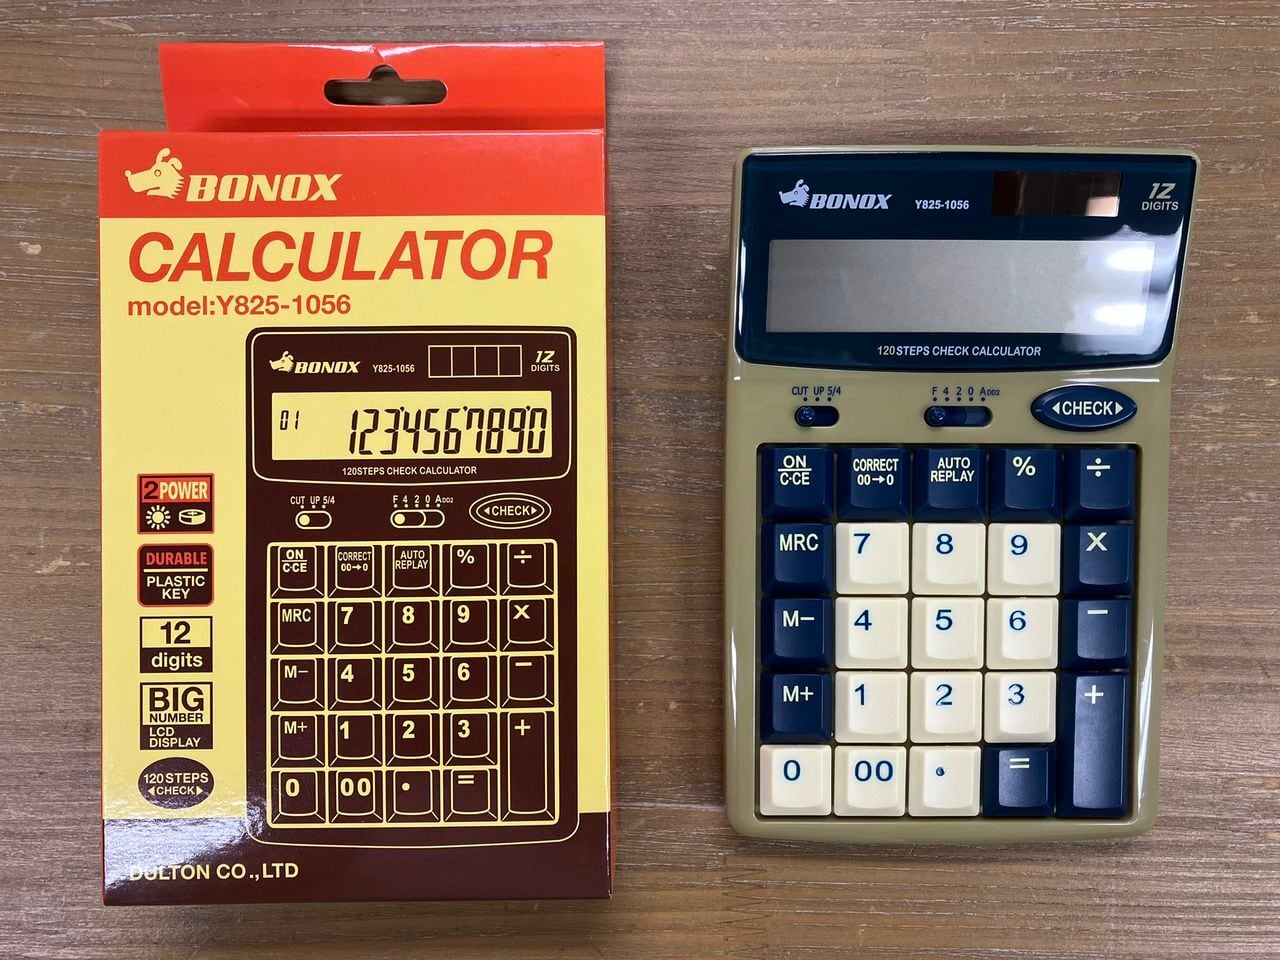 BONOX
CALCULATOR
model:Y825-1056
BONOX Y825-1056 12
DIGITS
01 1234567890
120STEPS CHECK CALCULATOR
CUT UP 5/4 F 4 2 0 ADD2
CHECK
ON
C·CE
CORRECT
00→0
AUTO
REPLAY
% ÷
MRC 7 8 9 X
M− 4 5 6 −
M+ 1 2 3 +
0 00 . =
2POWER
DURABLE
PLASTIC
KEY
12
digits
BIG
NUMBER
LCD
DISPLAY
120STEPS
CHECK
DULTON CO.,LTD
BONOX Y825-1056 12
DIGITS
120STEPS CHECK CALCULATOR
CUT UP 5/4 F 4 2 0 ADD2
CHECK
ON
C·CE
CORRECT
00→0
AUTO
REPLAY
% ÷
MRC 7 8 9 X
M− 4 5 6 −
M+ 1 2 3 +
0 00 . =